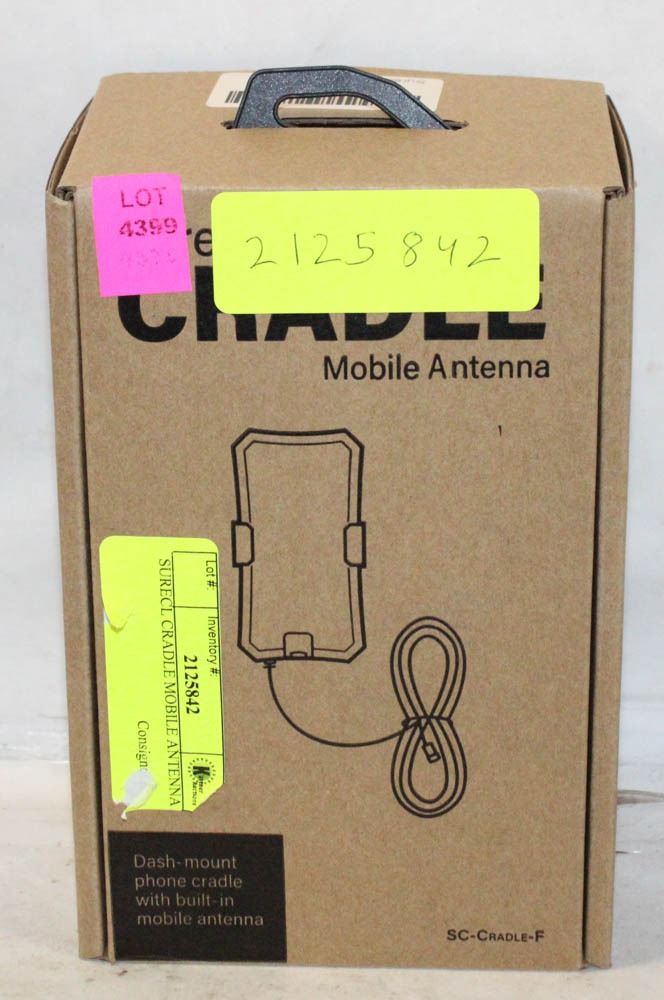 LOT
4399
2125842
CRADLE
Mobile Antenna
Lot #:
Inventory #:
2125842
SURECL CRADLE MOBILE ANTENNA
Consign
Dash-mount
phone cradle
with built-in
mobile antenna
SC-CRADLE-F